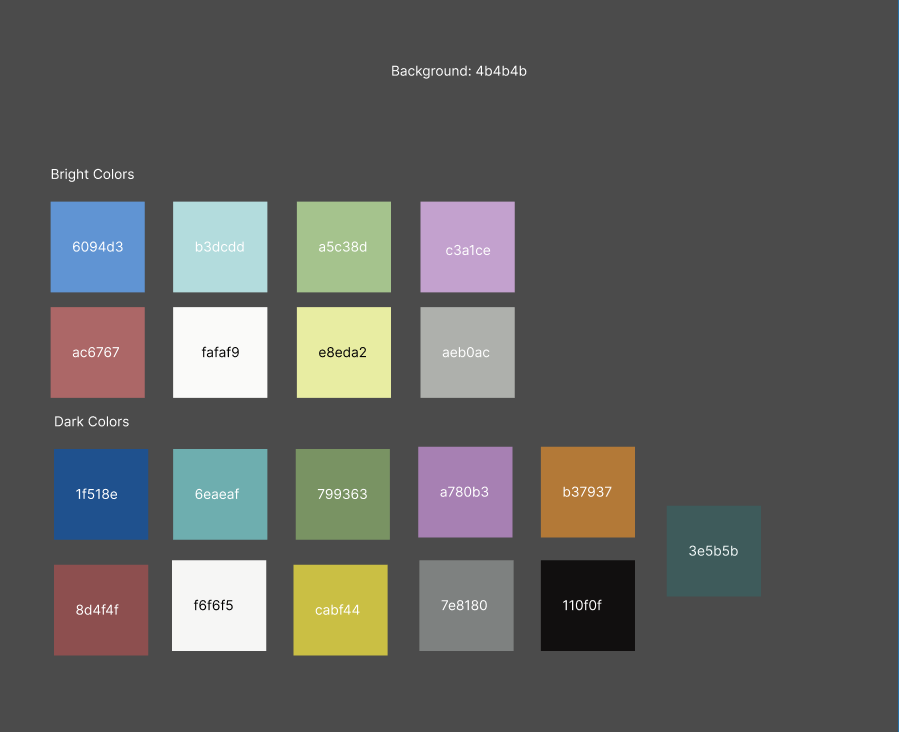 Background: 4b4b4b
Bright Colors
6094d3
b3dcdd
a5c38d
c3a1ce
ac6767
fafaf9
e8eda2
aeb0ac
Dark Colors
1f518e
6eaeaf
799363
a780b3
b37937
3e5b5b
8d4f4f
f6f6f5
cabf44
7e8180
110f0f